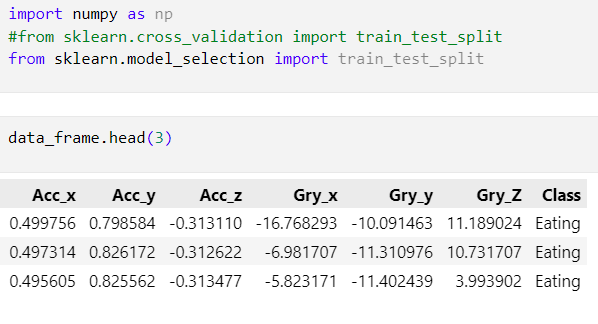 import numpy as np
#from sklearn.cross_validation import train_test_split
from sklearn.model_selection import train_test_split
data_frame.head(3)
Acc_x Acc_y Acc_z Gry_x Gry_y Gry_Z Class
0.499756 0.798584 -0.313110 -16.768293 -10.091463 11.189024 Eating
0.497314 0.826172 -0.312622 -6.981707 -11.310976 10.731707 Eating
0.495605 0.825562 -0.313477 -5.823171 -11.402439 3.993902 Eating